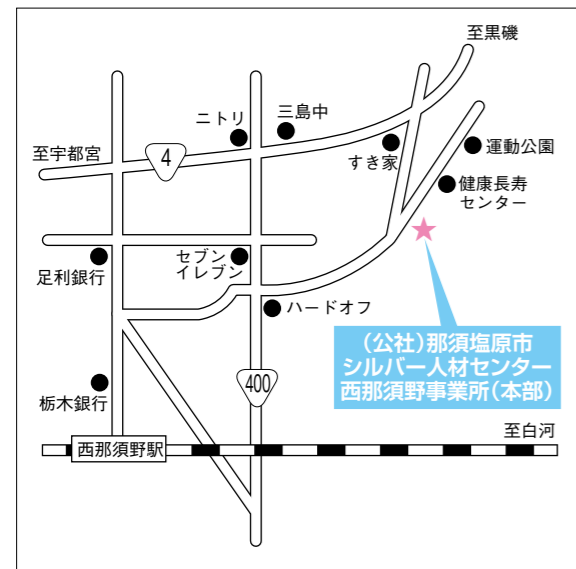 至黒磯
ニトリ
三島中
至宇都宮
4
すき家
運動公園
健康長寿
センター
足利銀行
セブン
イレブン
ハードオフ
(公社)那須塩原市
シルバー人材センター
西那須野事業所(本部)
栃木銀行
400
西那須野駅
至白河